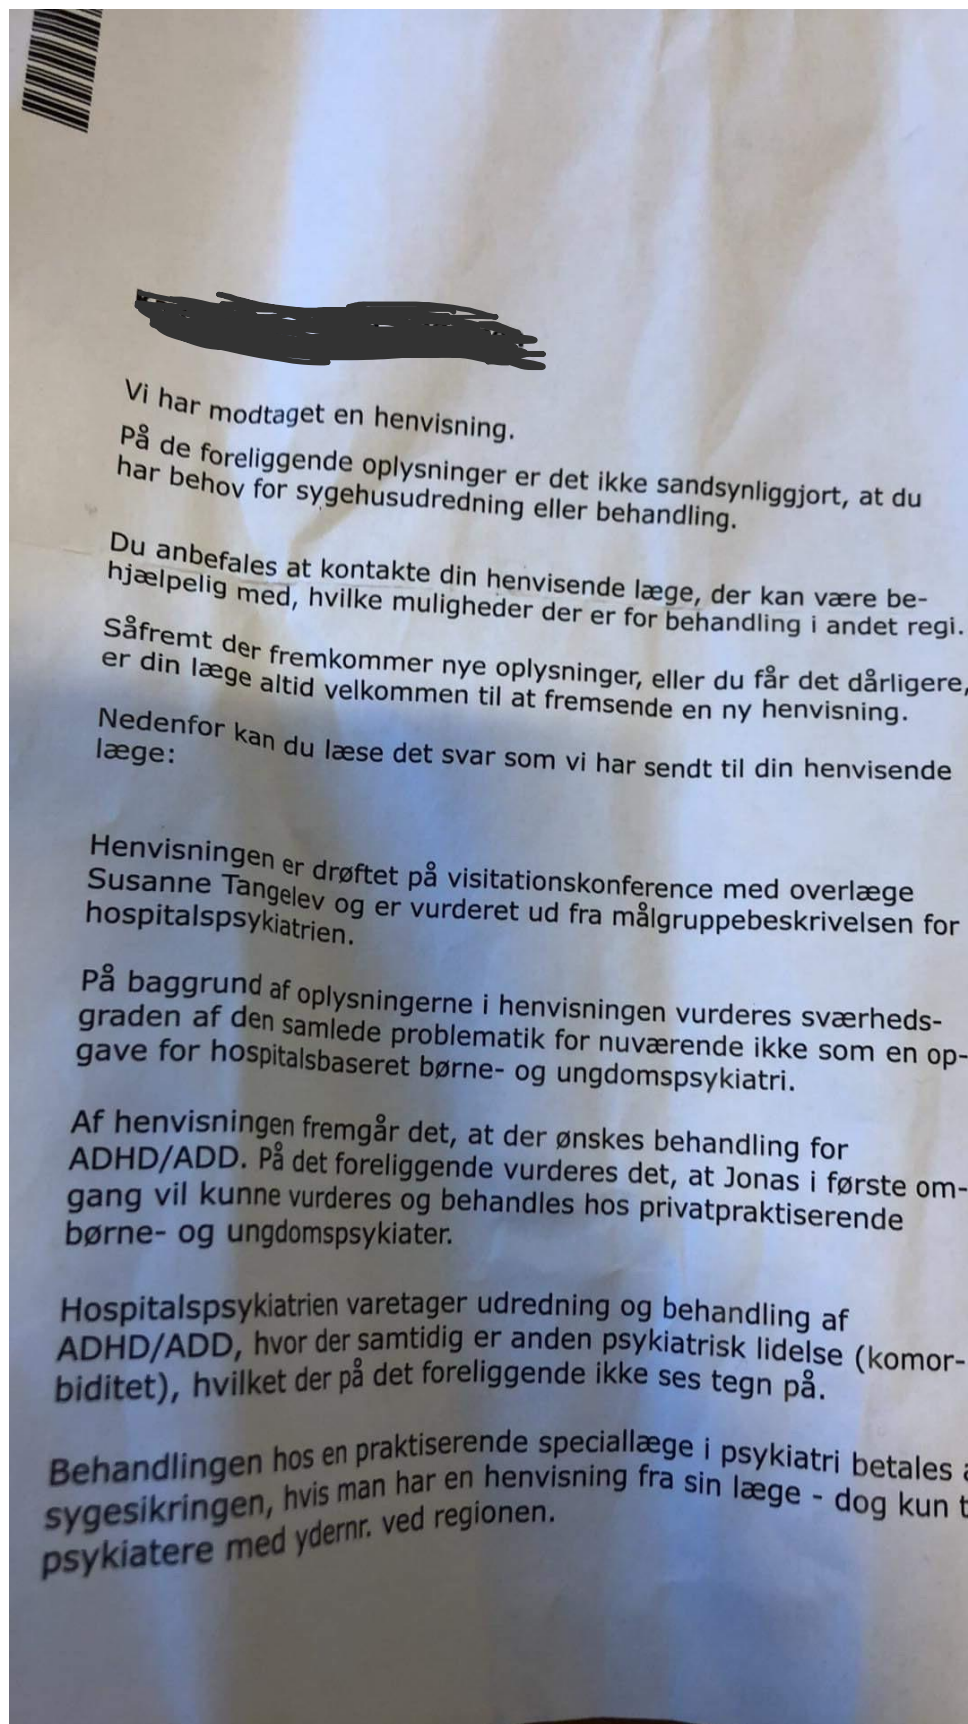 Vi har modtaget en henvisning.
På de foreliggende oplysninger er det ikke sandsynliggjort, at du
har behov for sygehusudredning eller behandling.
Du anbefales at kontakte din henvisende læge, der kan være be-
hjælpelig med, hvilke muligheder der er for behandling i andet regi.
Såfremt der fremkommer nye oplysninger, eller du får det dårligere,
er din læge altid velkommen til at fremsende en ny henvisning.
Nedenfor kan du læse det svar som vi har sendt til din henvisende
læge:
Henvisningen er drøftet på visitationskonference med overlæge
Susanne Tangelev og er vurderet ud fra målgruppebeskrivelsen for
hospitalspsykiatrien.
På baggrund af oplysningerne i henvisningen vurderes sværheds-
graden af den samlede problematik for nuværende ikke som en op-
gave for hospitalsbaseret børne- og ungdomspsykiatri.
Af henvisningen fremgår det, at der ønskes behandling for
ADHD/ADD. På det foreliggende vurderes det, at Jonas i første om-
gang vil kunne vurderes og behandles hos privatpraktiserende
børne- og ungdomspsykiater.
Hospitalspsykiatrien varetager udredning og behandling af
ADHD/ADD, hvor der samtidig er anden psykiatrisk lidelse (komor-
biditet), hvilket der på det foreliggende ikke ses tegn på.
Behandlingen hos en praktiserende speciallæge i psykiatri betales
sygesikringen, hvis man har en henvisning fra sin læge - dog kun
psykiatere med ydernr. ved regionen.